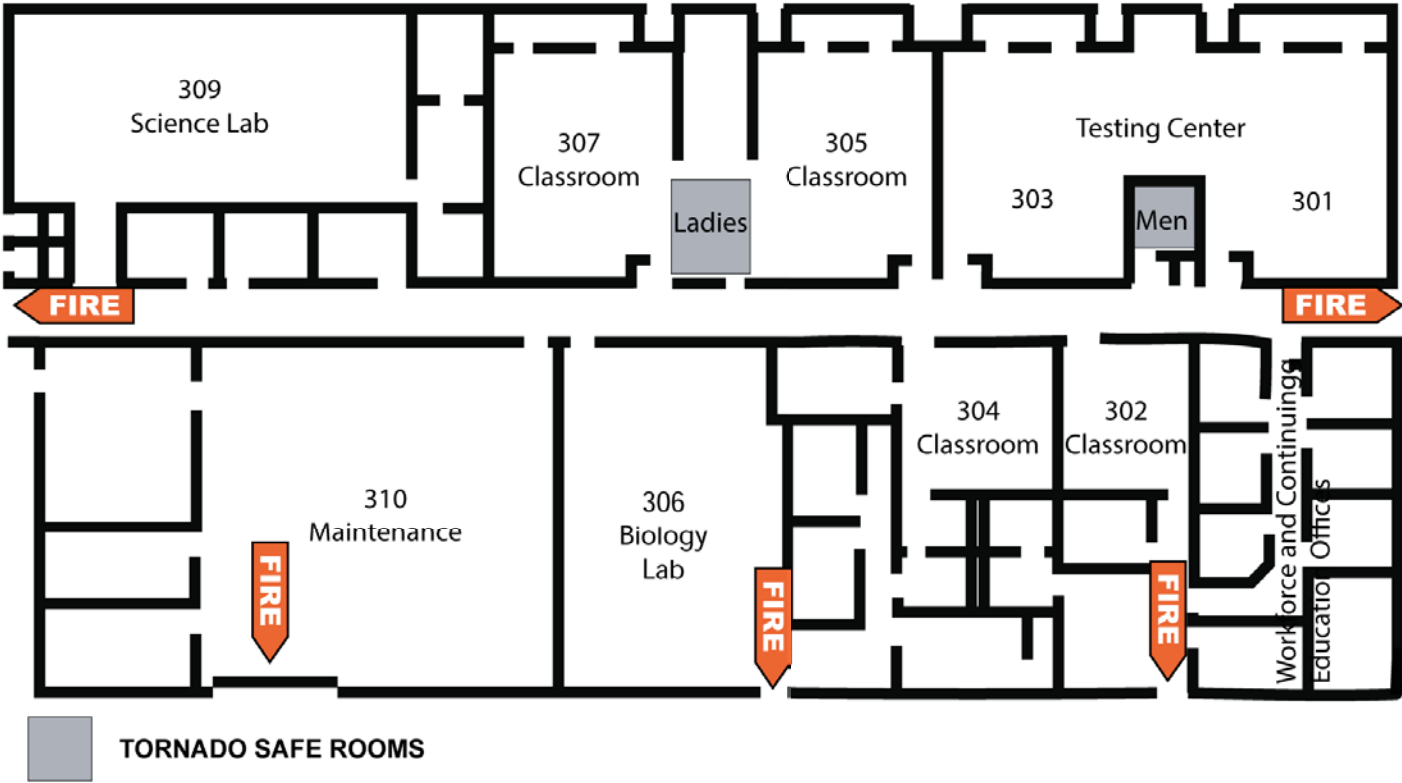 309
Science Lab
307
Classroom
305
Classroom
Testing Center
303
301
Ladies
Men
FIRE
FIRE
310
Maintenance
306
Biology
Lab
304
Classroom
302
Classroom
Workforce and Continuingg
Education Offices
FIRE
FIRE
FIRE
TORNADO SAFE ROOMS